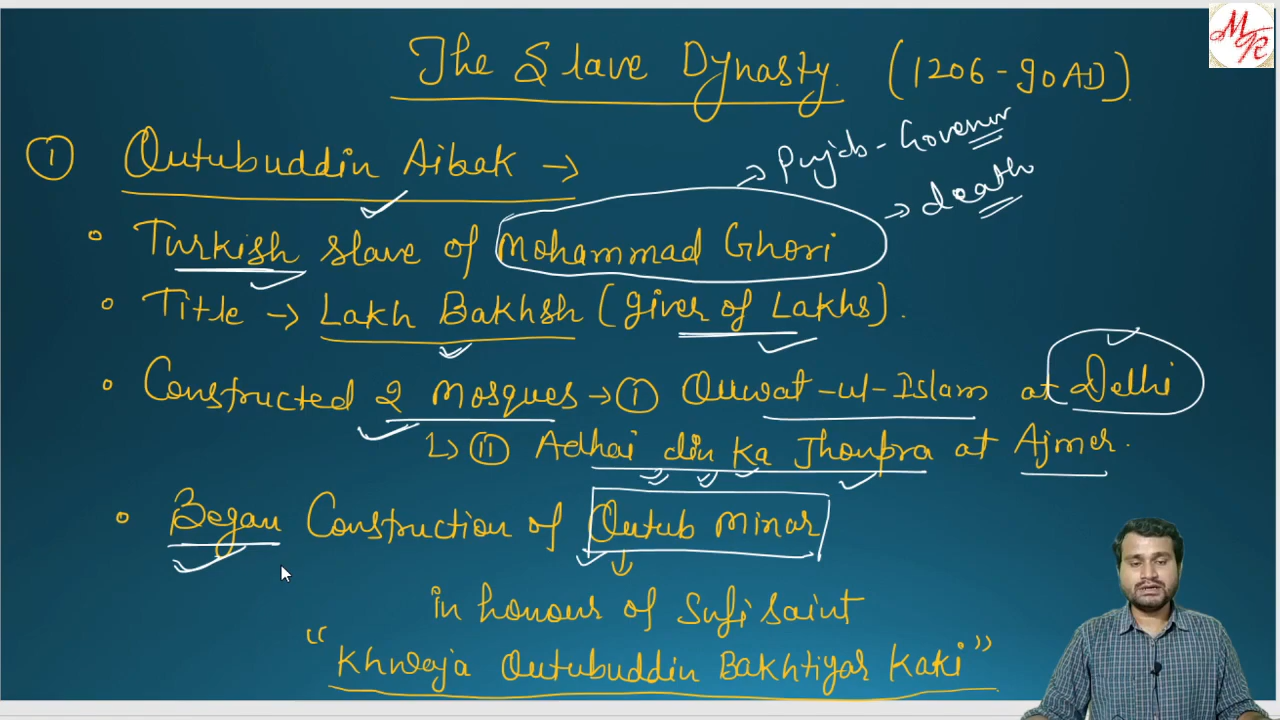 MR
The Slave Dynasty (1206-90AD)
① Qutubuddin Aibak →
→ Punjab - Governor
→ death
• Turkish slave of Mohammad Ghori
• Title → Lakh Bakhsh (giver of Lakhs).
• Constructed 2 Mosques → ① Quwat-ul-Islam at Delhi
↳ ② Adhai din ka Jhoupra at Ajmer.
• Began Construction of Qutub Minar
↓
in honour of Sufi saint
"Khwaja Qutubuddin Bakhtiyar Kaki"